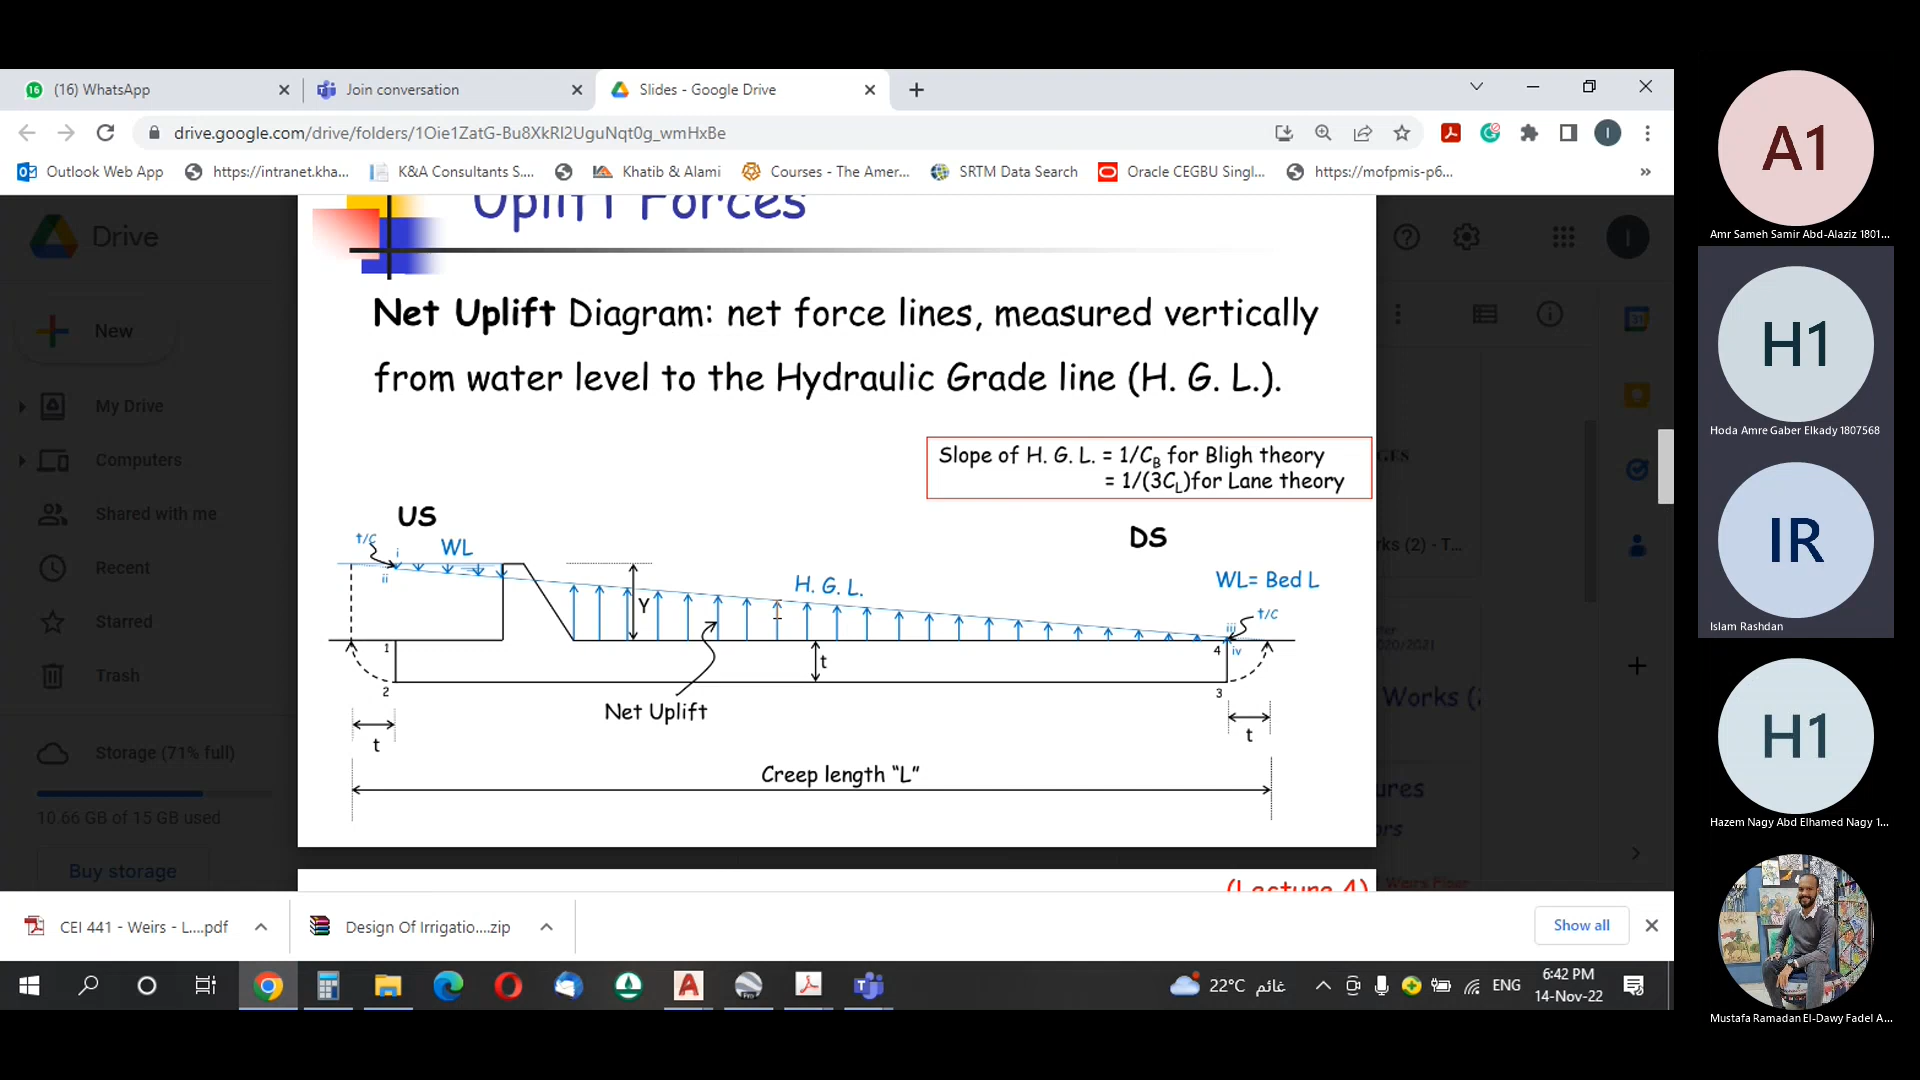 (16) WhatsApp
Join conversation
Slides - Google Drive
drive.google.com/drive/folders/1Oie1ZatG-Bu8XkRl2UguNqt0g_wmHxBe
Outlook Web App
https://intranet.kha...
K&A Consultants S....
Khatib & Alami
Courses - The Amer...
SRTM Data Search
Oracle CEGBU Singl...
https://mofpmis-p6...
»
Drive
New
My Drive
Computers
Shared with me
Recent
Starred
Trash
Storage (71% full)
10.66 GB of 15 GB used
Buy storage
Uplift Forces
Net Uplift Diagram: net force lines, measured vertically
from water level to the Hydraulic Grade line (H. G. L.).
Slope of H. G. L. = 1/CB for Bligh theory
= 1/(3CL)for Lane theory
US
DS
t/C
i
WL
ii
H. G. L.
WL= Bed L
Y
iii
t/C
1
t
4
iv
2
3
Net Uplift
t
t
Creep length “L”
(Lecture 4)
CEI 441 - Weirs - L....pdf
Design Of Irrigatio....zip
Show all
22°C غائم
ENG
6:42 PM
14-Nov-22
A1
Amr Sameh Samir Abd-Alaziz 1801...
H1
Hoda Amre Gaber Elkady 1807568
IR
Islam Rashdan
H1
Hazem Nagy Abd Elhamed Nagy 1...
Mustafa Ramadan El-Dawy Fadel A...